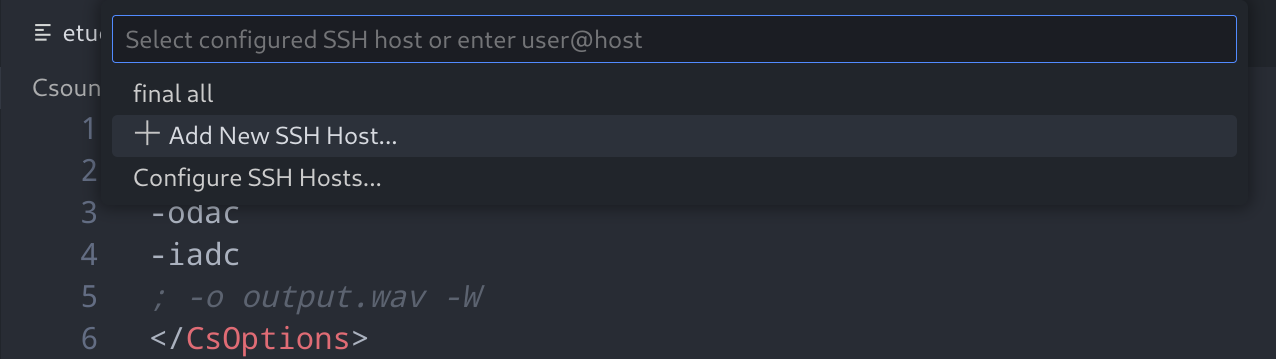 etu
Select configured SSH host or enter user@host
Csoun
final all
1
+ Add New SSH Host...
2
Configure SSH Hosts...
3 -odac
4 -iadc
5 ; -o output.wav -W
6 </CsOptions>